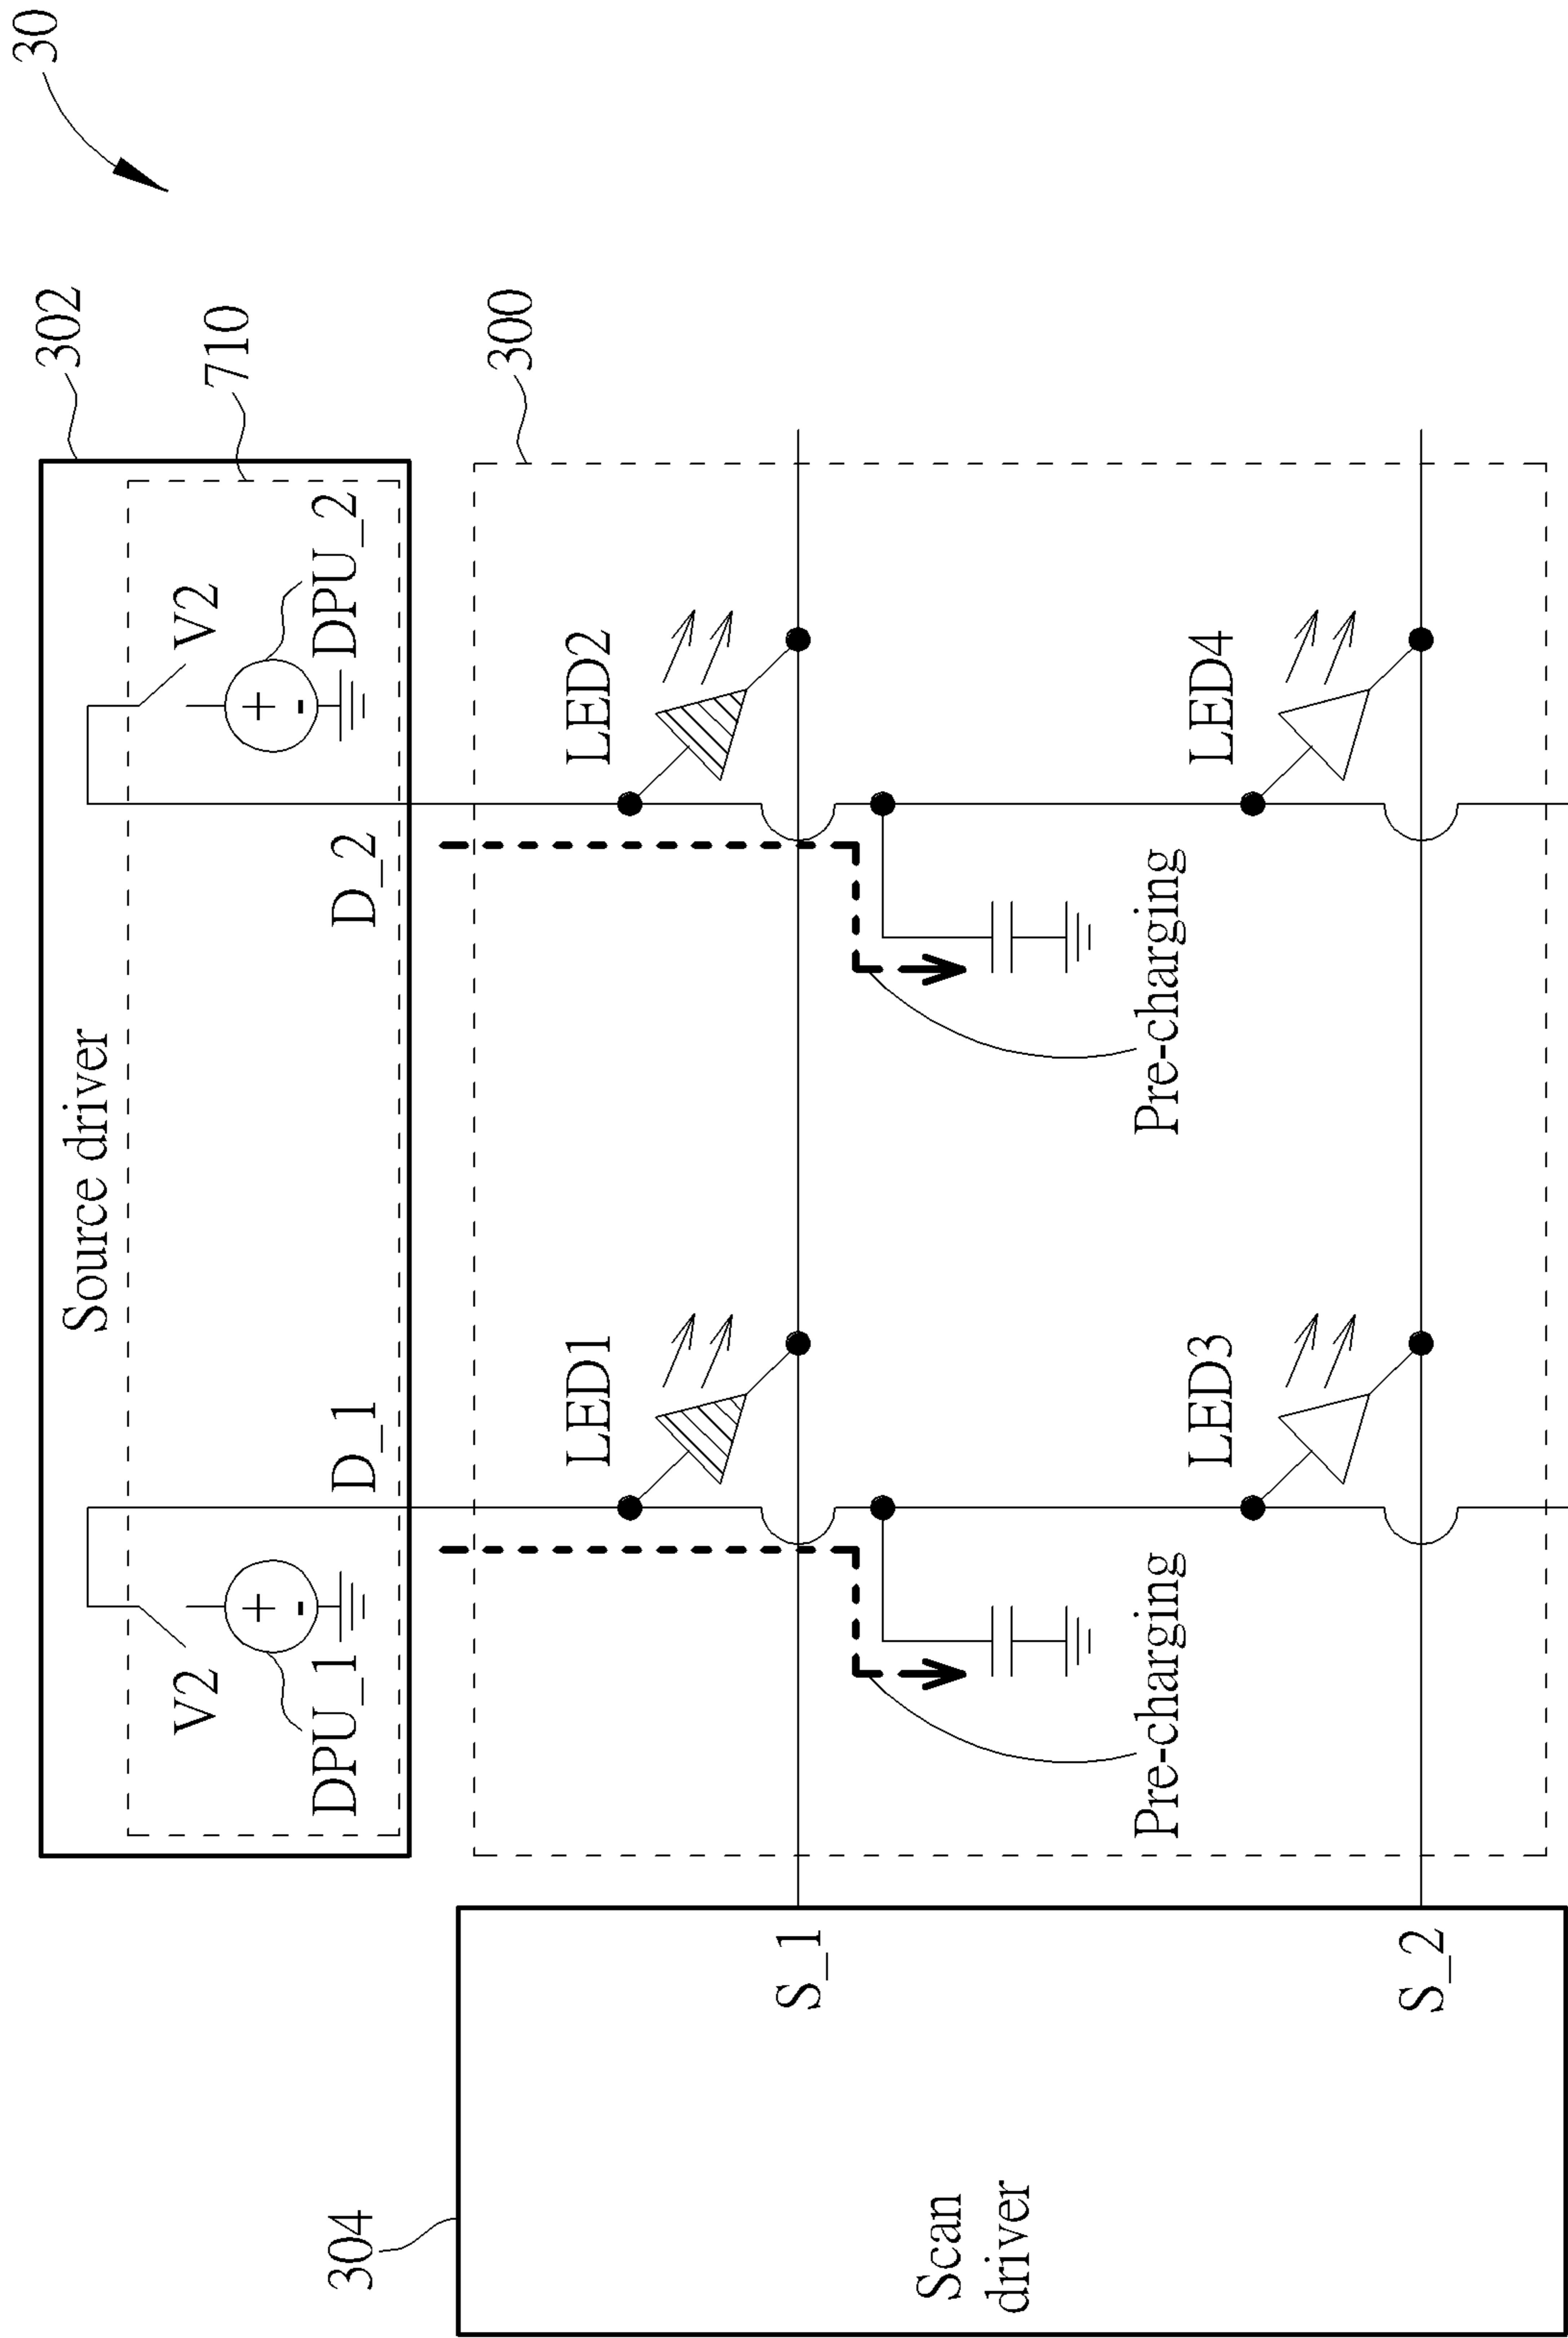 30
302
Source driver
710
V2
V2
DPU_1
DPU_2
D_1
D_2
300
304
LED1
LED2
S_1
Scan
driver
Pre-charging
Pre-charging
LED3
LED4
S_2